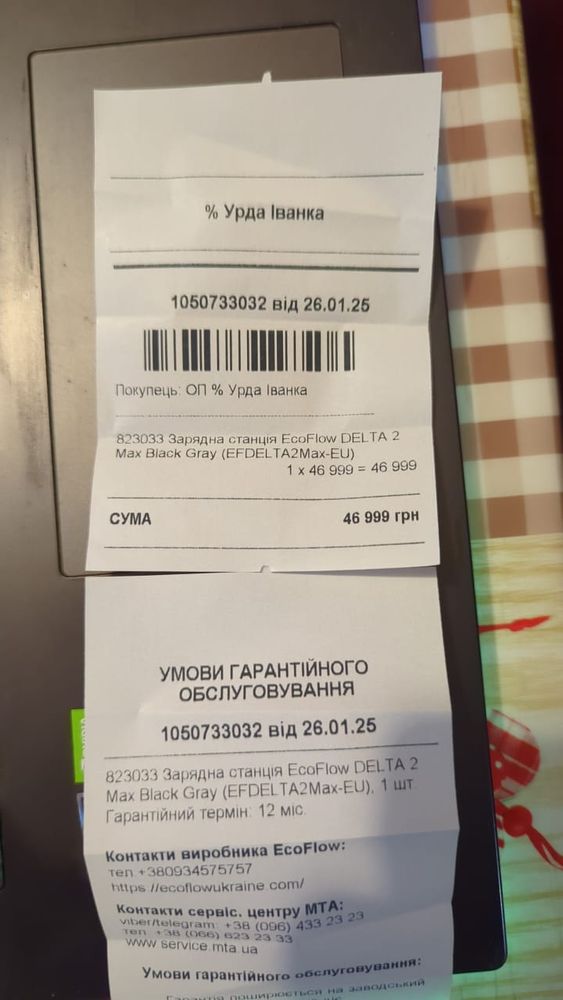 % Урда Іванка
1050733032 від 26.01.25
Покупець: ОП % Урда Іванка
823033 Зарядна станція EcoFlow DELTA 2
Max Black Gray (EFDELTA2Max-EU)
1 x 46 999 = 46 999
СУМА 46 999 грн
УМОВИ ГАРАНТІЙНОГО
ОБСЛУГОВУВАННЯ
1050733032 від 26.01.25
823033 Зарядна станція EcoFlow DELTA 2
Max Black Gray (EFDELTA2Max-EU), 1 шт.
Гарантійний термін: 12 міс.
Контакти виробника EcoFlow:
тел +380934575757
https://ecoflowukraine.com/
Контакти сервіс. центру МТА:
viber/telegram: +38 (096) 433 23 23
тел: +38 (066) 623 23 33
www.service.mta.ua
Умови гарантійного обслуговування:
Гарантія поширюється на заводський